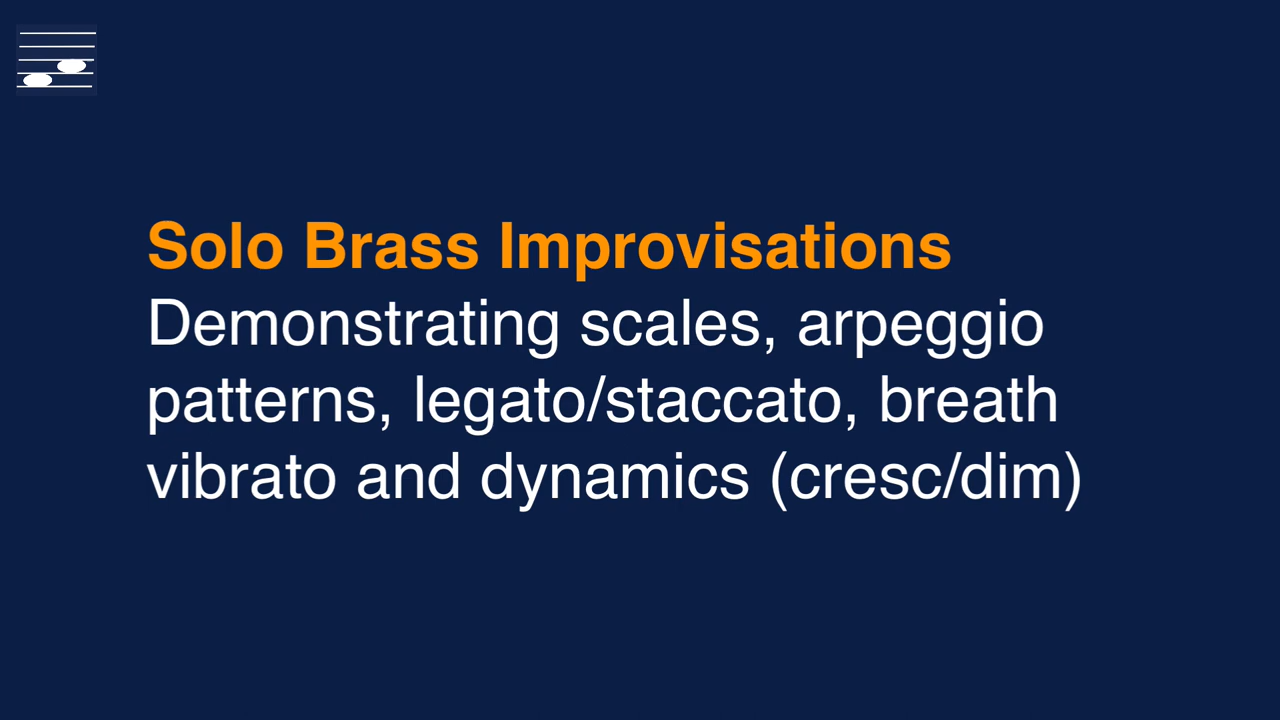 Solo Brass Improvisations
Demonstrating scales, arpeggio
patterns, legato/staccato, breath
vibrato and dynamics (cresc/dim)